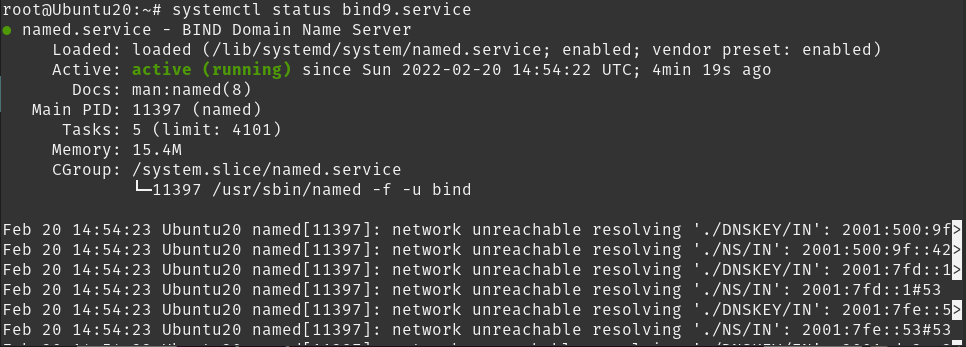 root@Ubuntu20:~# systemctl status bind9.service
● named.service - BIND Domain Name Server
Loaded: loaded (/lib/systemd/system/named.service; enabled; vendor preset: enabled)
Active: active (running) since Sun 2022-02-20 14:54:22 UTC; 4min 19s ago
Docs: man:named(8)
Main PID: 11397 (named)
Tasks: 5 (limit: 4101)
Memory: 15.4M
CGroup: /system.slice/named.service
└─11397 /usr/sbin/named -f -u bind
Feb 20 14:54:23 Ubuntu20 named[11397]: network unreachable resolving './DNSKEY/IN': 2001:500:9f>
Feb 20 14:54:23 Ubuntu20 named[11397]: network unreachable resolving './NS/IN': 2001:500:9f::42>
Feb 20 14:54:23 Ubuntu20 named[11397]: network unreachable resolving './DNSKEY/IN': 2001:7fd::1>
Feb 20 14:54:23 Ubuntu20 named[11397]: network unreachable resolving './NS/IN': 2001:7fd::1#53
Feb 20 14:54:23 Ubuntu20 named[11397]: network unreachable resolving './DNSKEY/IN': 2001:7fe::5>
Feb 20 14:54:23 Ubuntu20 named[11397]: network unreachable resolving './NS/IN': 2001:7fe::53#53